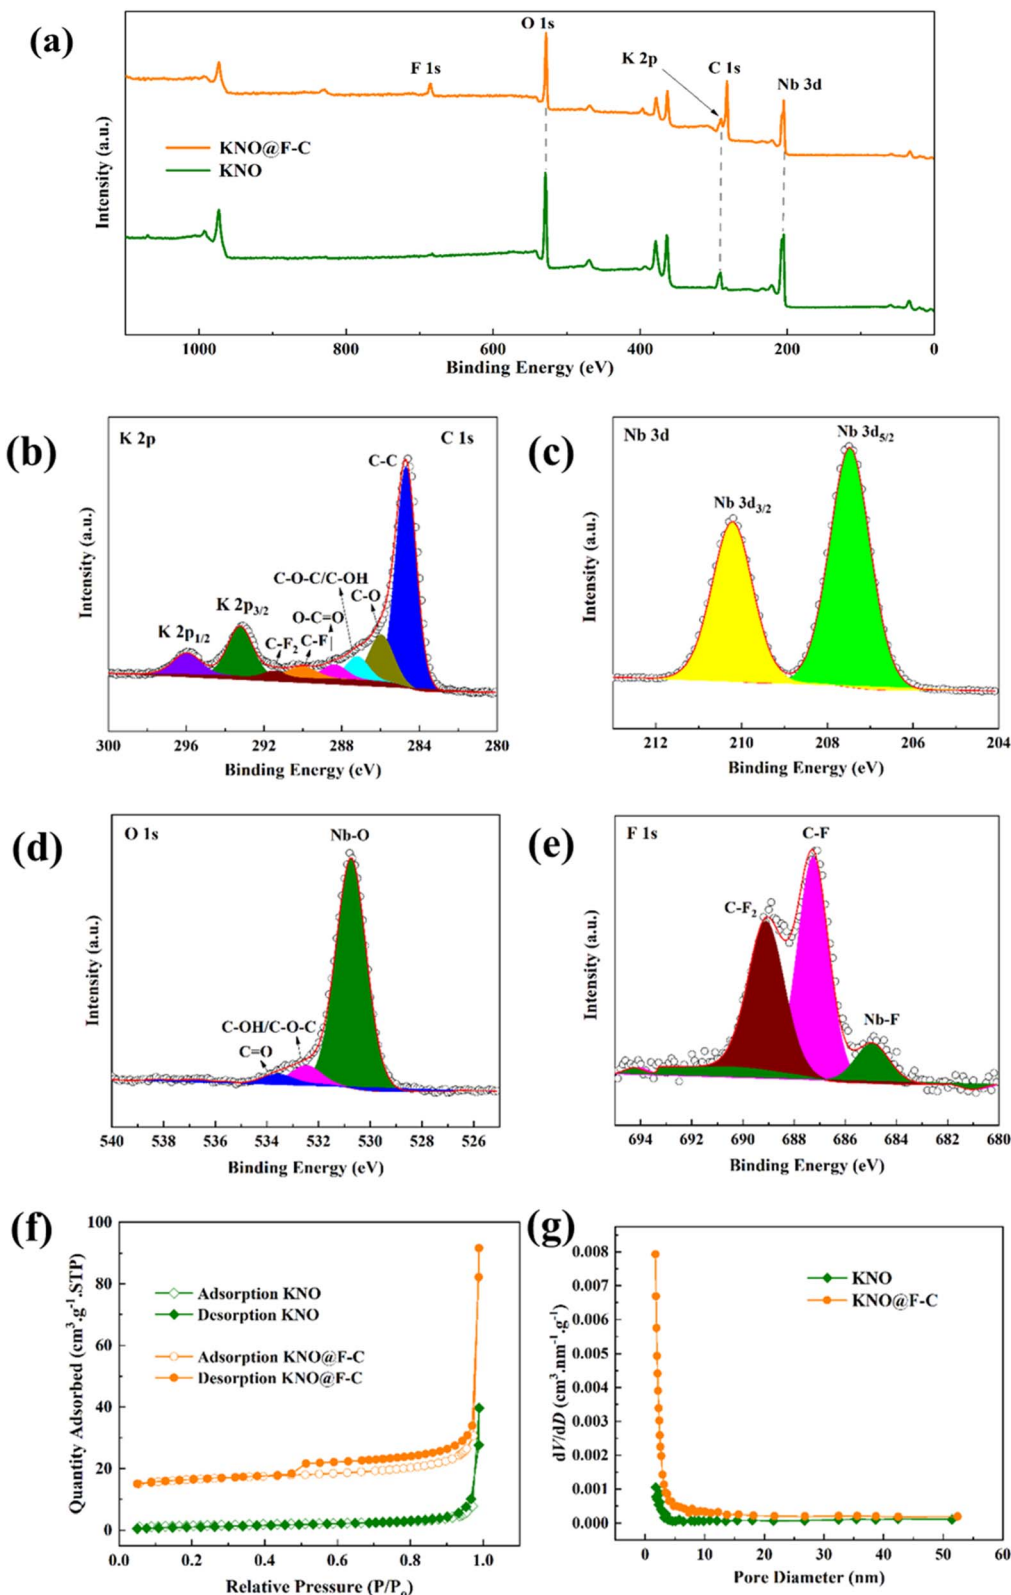 (a)
O 1s
K 2p
F 1s
C 1s
Nb 3d
KNO@F-C
KNO
Intensity (a.u.)
1000 800 600 400 200 0
Binding Energy (eV)
(b)
K 2p
C 1s
C-C
C-O-C/C-OH
C-O
K 2p3/2
O-C=O
K 2p1/2
C-F2
C-F
Intensity (a.u.)
300 296 292 288 284 280
Binding Energy (eV)
(c)
Nb 3d
Nb 3d5/2
Nb 3d3/2
Intensity (a.u.)
212 210 208 206 204
Binding Energy (eV)
(d)
O 1s
Nb-O
C-OH/C-O-C
C=O
Intensity (a.u.)
540 538 536 534 532 530 528 526
Binding Energy (eV)
(e)
F 1s
C-F
C-F2
Nb-F
Intensity (a.u.)
694 692 690 688 686 684 682 680
Binding Energy (eV)
(f)
Quantity Adsorbed (cm3.g-1.STP)
100
80
60
40
20
0
Adsorption KNO
Desorption KNO
Adsorption KNO@F-C
Desorption KNO@F-C
0.0 0.2 0.4 0.6 0.8 1.0
Relative Pressure (P/Po)
(g)
dV/dD (cm3.nm-1.g-1)
0.008
0.007
0.006
0.005
0.004
0.003
0.002
0.001
0.000
KNO
KNO@F-C
0 10 20 30 40 50 60
Pore Diameter (nm)